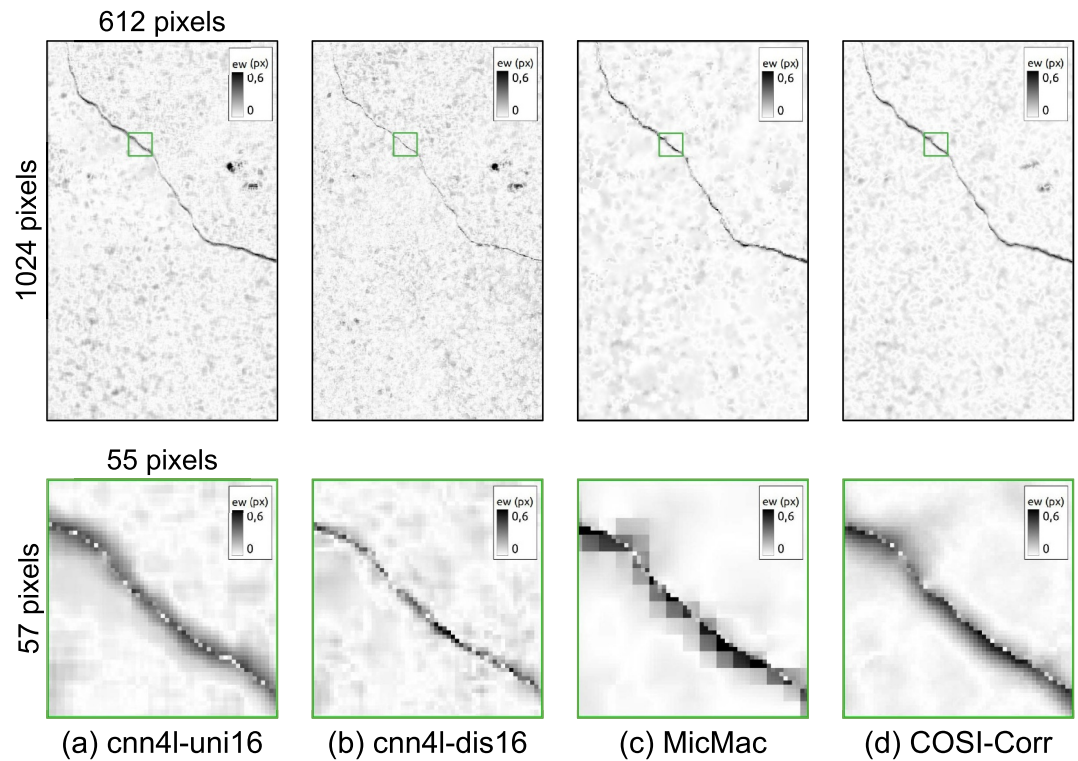 612 pixels
1024 pixels
ew (px)
0,6
0
ew (px)
0,6
0
ew (px)
0,6
0
ew (px)
0,6
0
55 pixels
57 pixels
ew (px)
0,6
0
ew (px)
0,6
0
ew (px)
0,6
0
ew (px)
0,6
0
(a) cnn4l-uni16
(b) cnn4l-dis16
(c) MicMac
(d) COSI-Corr